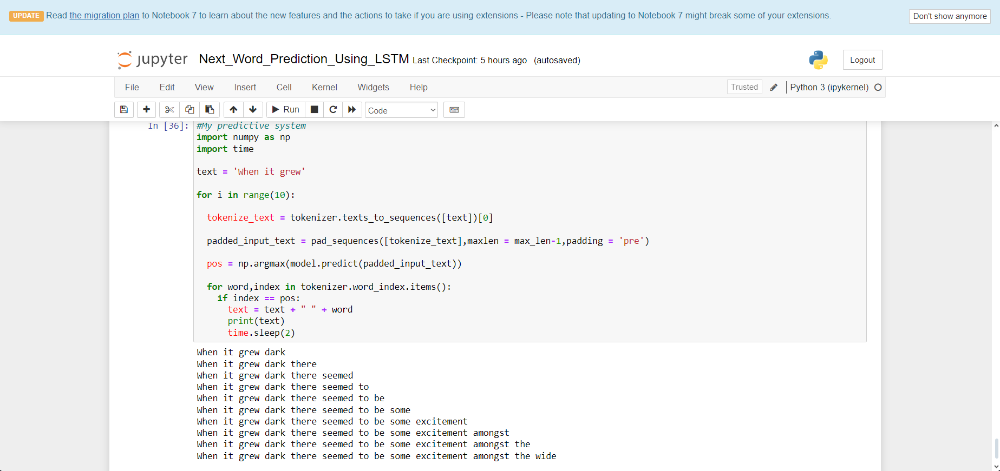 UPDATE Read the migration plan to Notebook 7 to learn about the new features and the actions to take if you are using extensions - Please note that updating to Notebook 7 might break some of your extensions. Don't show anymore
jupyter Next_Word_Prediction_Using_LSTM Last Checkpoint: 5 hours ago (autosaved) Logout
File Edit View Insert Cell Kernel Widgets Help Trusted Python 3 (ipykernel)
Run Code
In [36]: #My predictive system
import numpy as np
import time
text = 'When it grew'
for i in range(10):
tokenize_text = tokenizer.texts_to_sequences([text])[0]
padded_input_text = pad_sequences([tokenize_text],maxlen = max_len-1,padding = 'pre')
pos = np.argmax(model.predict(padded_input_text))
for word,index in tokenizer.word_index.items():
if index == pos:
text = text + " " + word
print(text)
time.sleep(2)
When it grew dark
When it grew dark there
When it grew dark there seemed
When it grew dark there seemed to
When it grew dark there seemed to be
When it grew dark there seemed to be some
When it grew dark there seemed to be some excitement
When it grew dark there seemed to be some excitement amongst
When it grew dark there seemed to be some excitement amongst the
When it grew dark there seemed to be some excitement amongst the wide